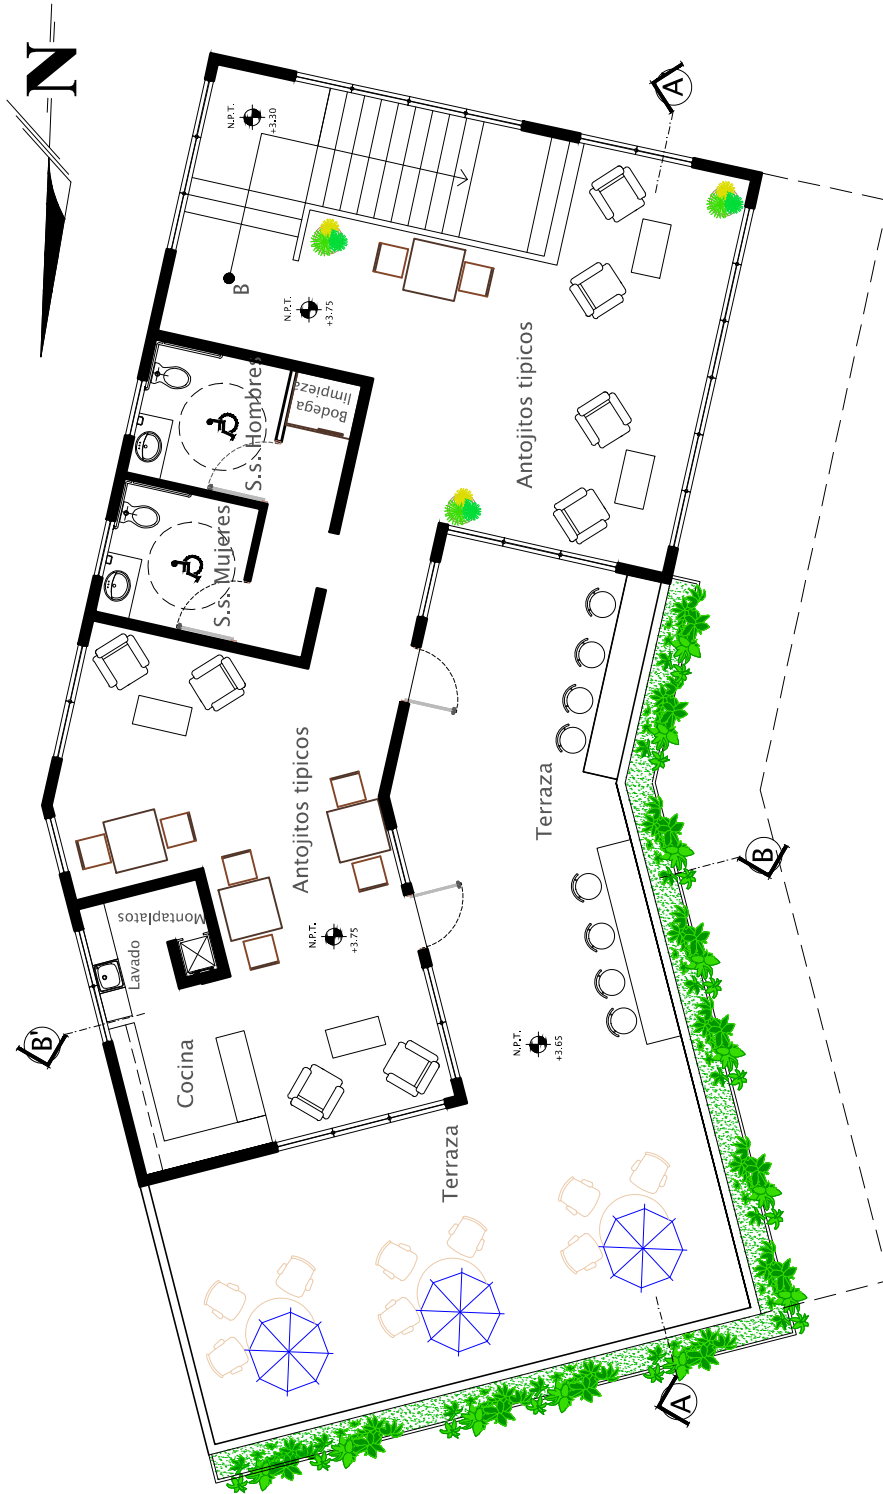 N
A
N.P.T.
+3.30
B
N.P.T.
+3.75
S.s. Hombres
Bodega
limpieza
Antojitos tipicos
S.s. Mujeres
Antojitos tipicos
Terraza
B
Montaplatos
Lavado
N.P.T.
+3.75
B'
Cocina
N.P.T.
+3.65
Terraza
A